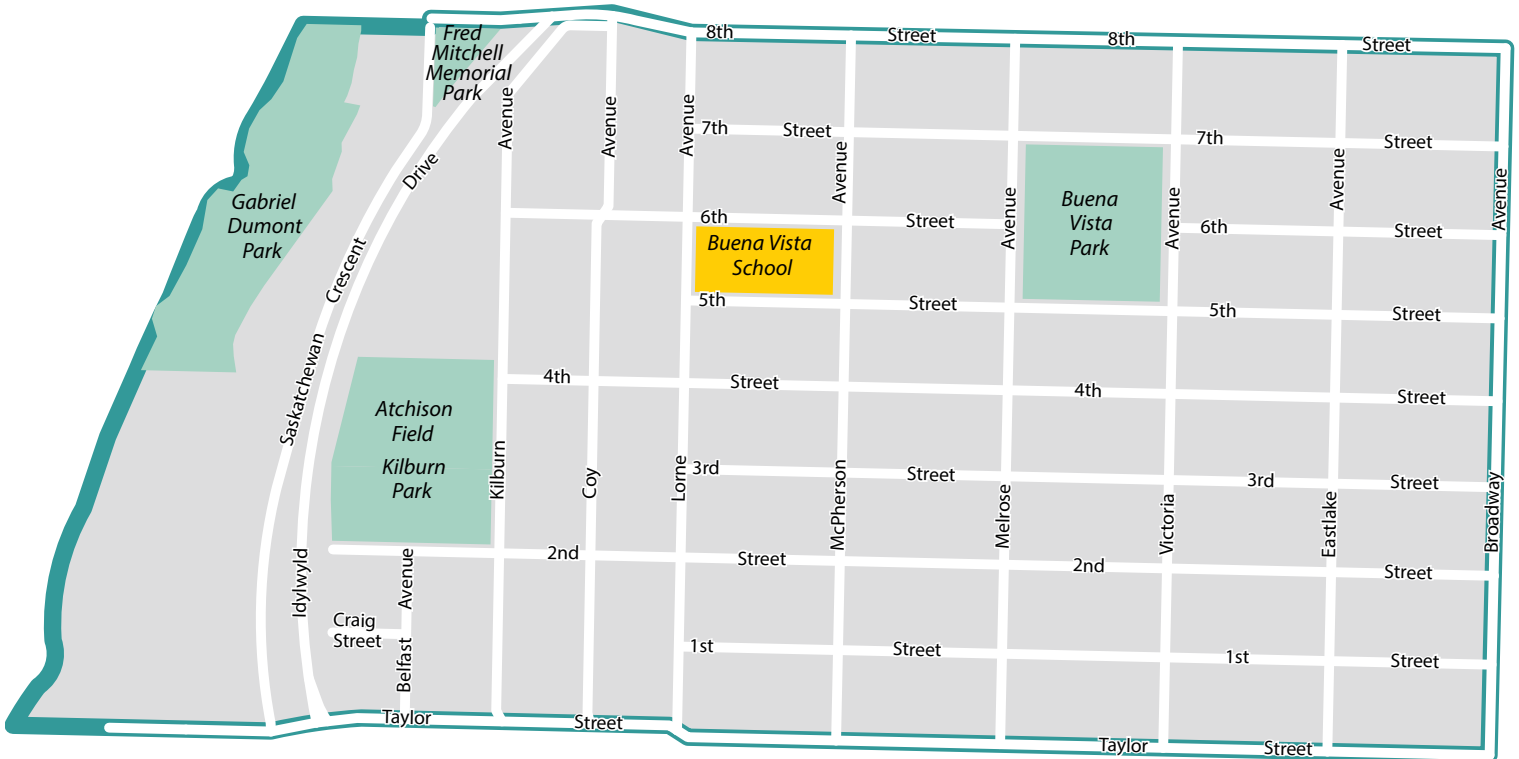 8th
Street
8th
Street
Fred
Mitchell
Memorial
Park
Avenue
Avenue
Avenue
7th
Street
7th
Street
Avenue
Avenue
Avenue
Avenue
Avenue
Drive
Gabriel
Dumont
Park
Buena
Vista
Park
6th
Street
6th
Street
Buena Vista
School
Crescent
5th
Street
5th
Street
Saskatchewan
4th
Street
4th
Street
Atchison
Field
Kilburn
Park
Kilburn
Coy
Lorne
3rd
Street
3rd
Street
McPherson
Melrose
Victoria
Eastlake
Broadway
2nd
Street
2nd
Street
Idylwyld
Avenue
Belfast
Craig
Street
1st
Street
1st
Street
Taylor
Street
Taylor
Street